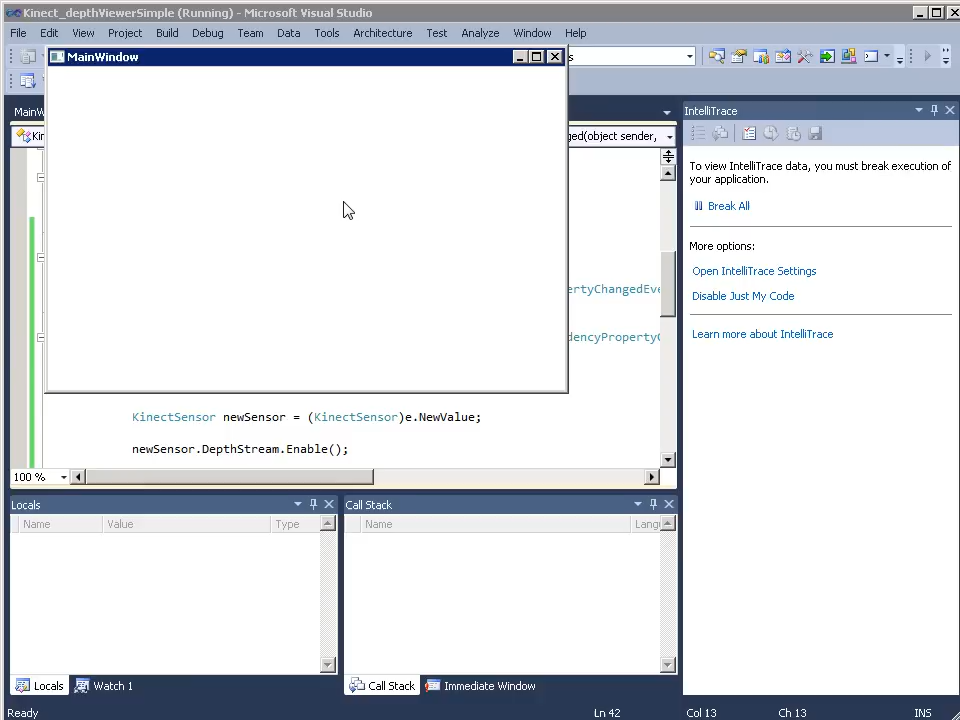 Kinect_depthViewerSimple (Running) - Microsoft Visual Studio
File Edit View Project Build Debug Team Data Tools Architecture Test Analyze Window Help
MainWindow
s
MainW
IntelliTrace
Kin
ged(object sender,
To view IntelliTrace data, you must break execution of
your application.
Break All
More options:
Open IntelliTrace Settings
ertyChangedEve
Disable Just My Code
Learn more about IntelliTrace
dencyPropertyC
KinectSensor newSensor = (KinectSensor)e.NewValue;
newSensor.DepthStream.Enable();
100 %
Locals
Call Stack
Name Value Type
Name Langu
Locals Watch 1
Call Stack Immediate Window
Ready Ln 42 Col 13 Ch 13 INS